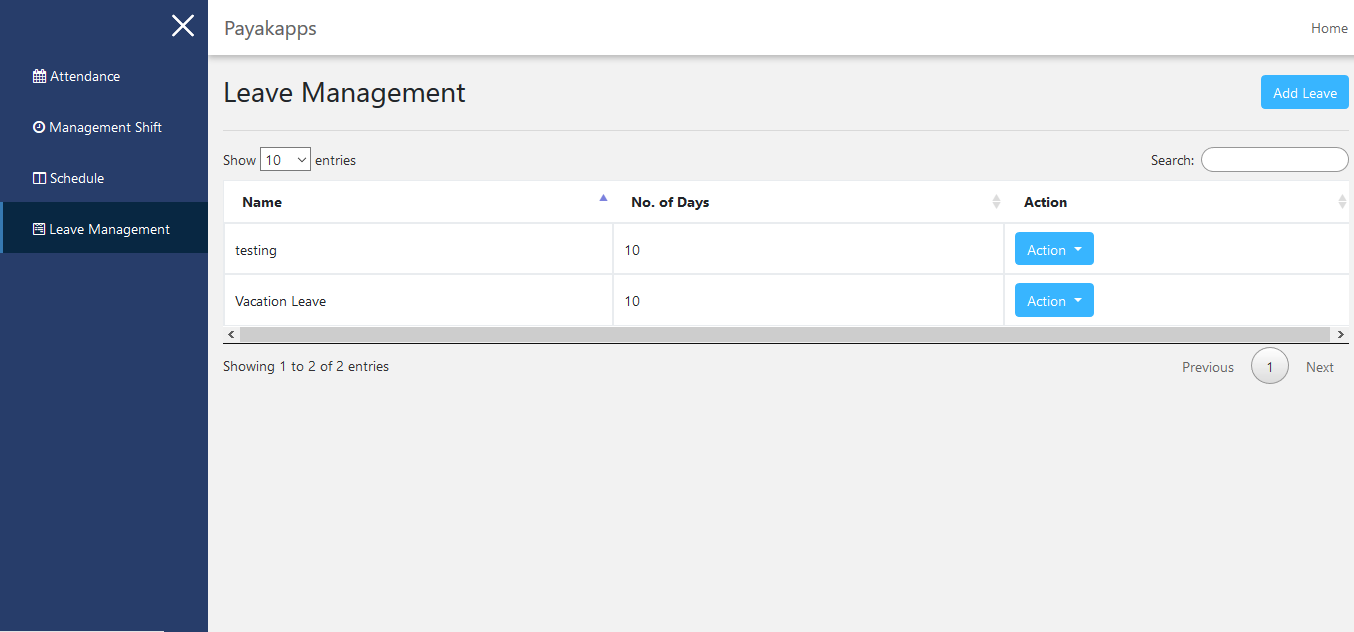 Payakapps
Home
Attendance
Management Shift
Schedule
Leave Management
Leave Management
Add Leave
Show 10 entries
Search:
Name No. of Days Action
testing 10 Action
Vacation Leave 10 Action
Showing 1 to 2 of 2 entries
Previous 1 Next